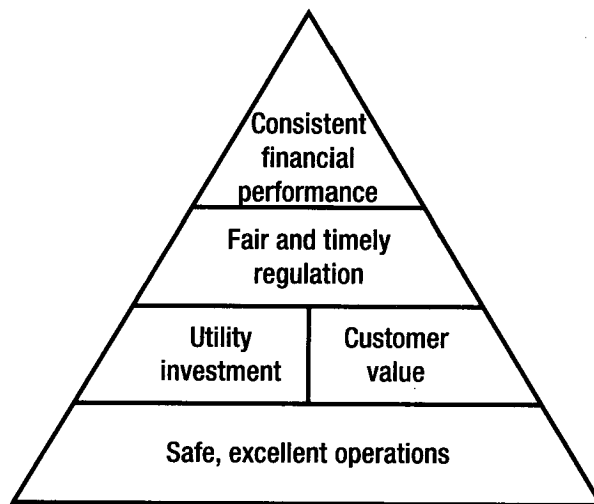 Consistent
financial
performance
Fair and timely
regulation
Utility
investment
Customer
value
Safe, excellent operations